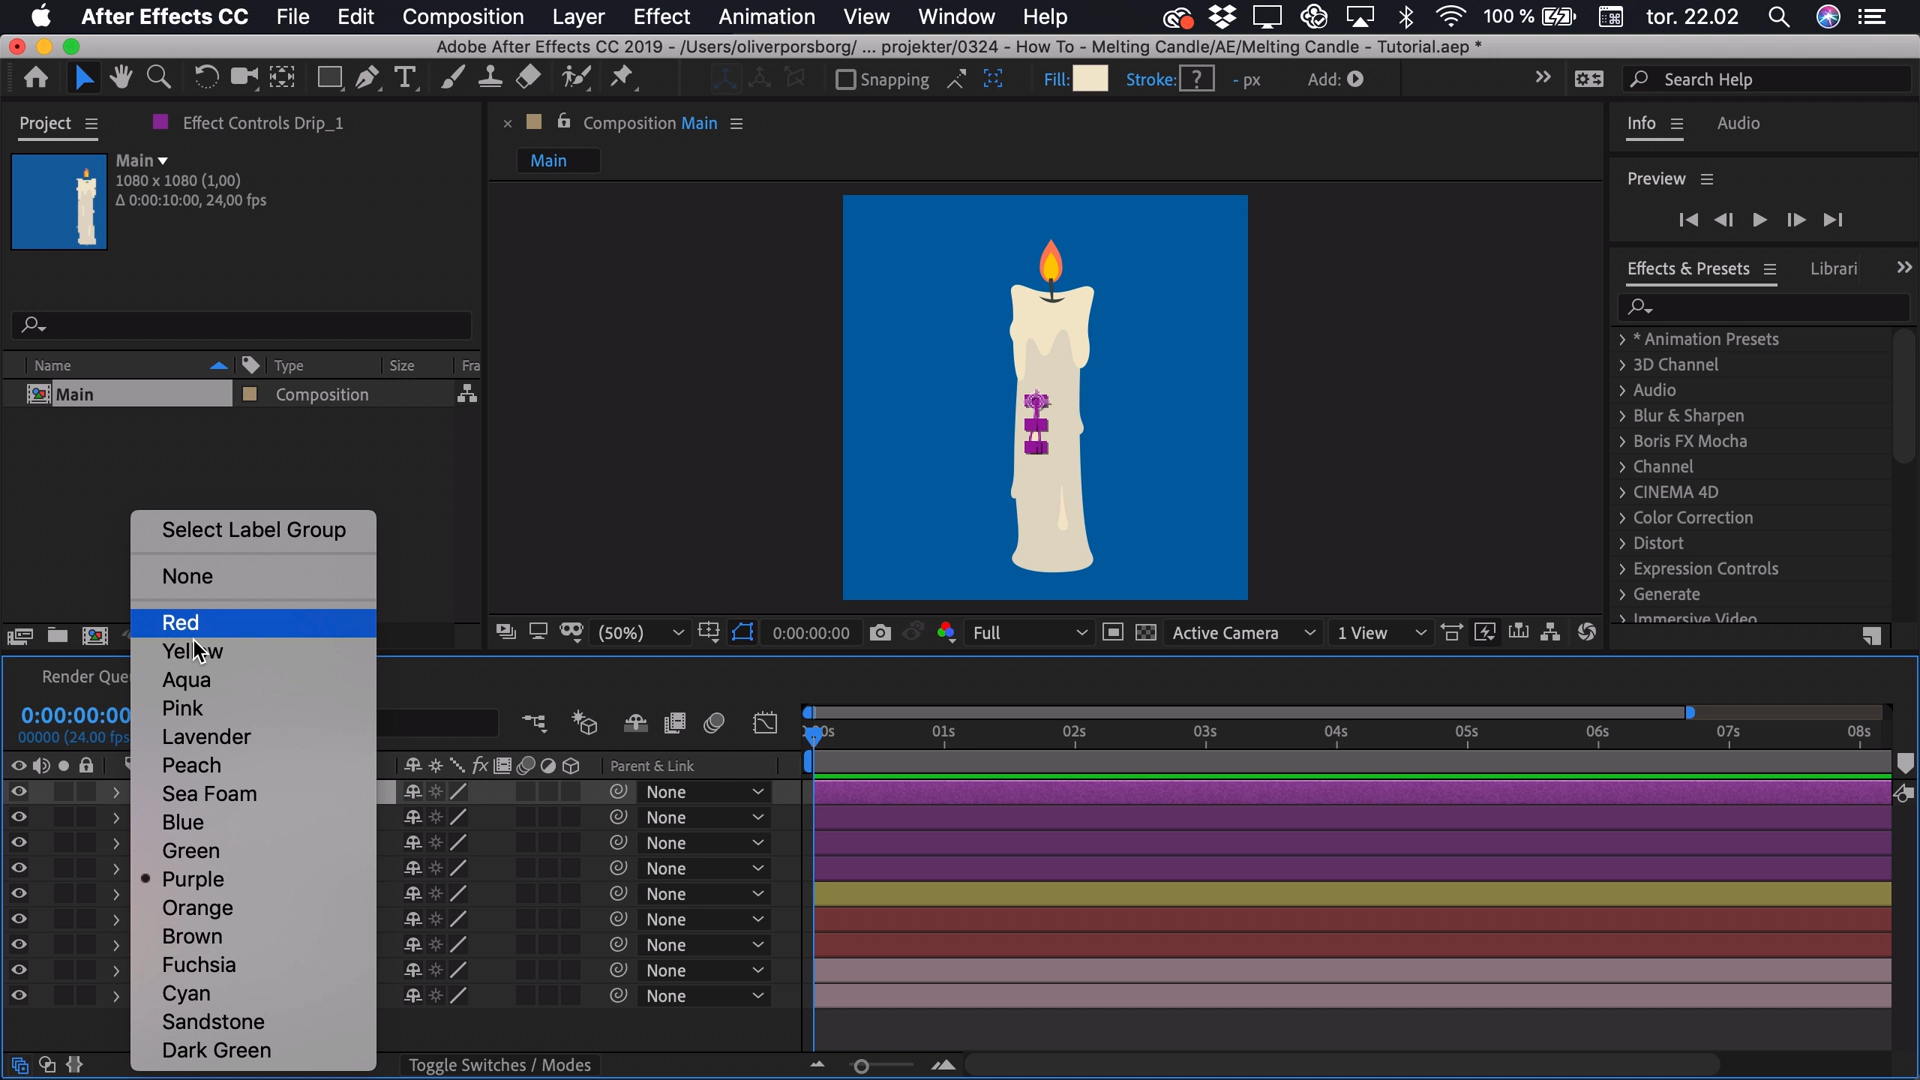 After Effects CC File Edit Composition Layer Effect Animation View Window Help 100 % tor. 22.02
Adobe After Effects CC 2019 - /Users/oliverporsborg/ ... projekter/0324 - How To - Melting Candle/AE/Melting Candle - Tutorial.aep *
Snapping Fill: Stroke: ? - px Add: Search Help
Project Effect Controls Drip_1
Composition Main
Info Audio
Main
1080 x 1080 (1,00)
Δ 0:00:10:00, 24,00 fps
Main
Preview
Effects & Presets Librari
* Animation Presets
3D Channel
Audio
Blur & Sharpen
Boris FX Mocha
Channel
CINEMA 4D
Color Correction
Distort
Expression Controls
Generate
Immersive Video
Name Type Size Fra
Main Composition
(50%) 0:00:00:00 Full Active Camera 1 View
Select Label Group
None
Red
Yellow
Aqua
Pink
Lavender
Peach
Sea Foam
Blue
Green
Purple
Orange
Brown
Fuchsia
Cyan
Sandstone
Dark Green
Render Que
0:00:00:00
00000 (24.00 fps
01s 02s 03s 04s 05s 06s 07s 08s
fx Parent & Link
None
None
None
None
None
None
None
None
None
Toggle Switches / Modes